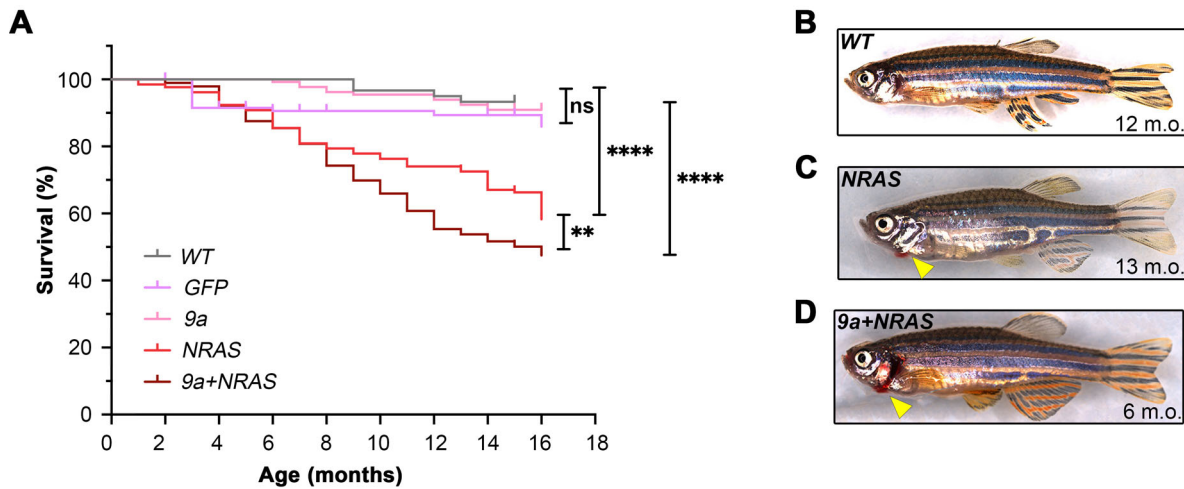 A
Survival (%)
100
80
60
40
20
0
WT
GFP
9a
NRAS
9a+NRAS
0 2 4 6 8 10 12 14 16 18
Age (months)
ns
****
****
**
B
WT
12 m.o.
C
NRAS
13 m.o.
D
9a+NRAS
6 m.o.